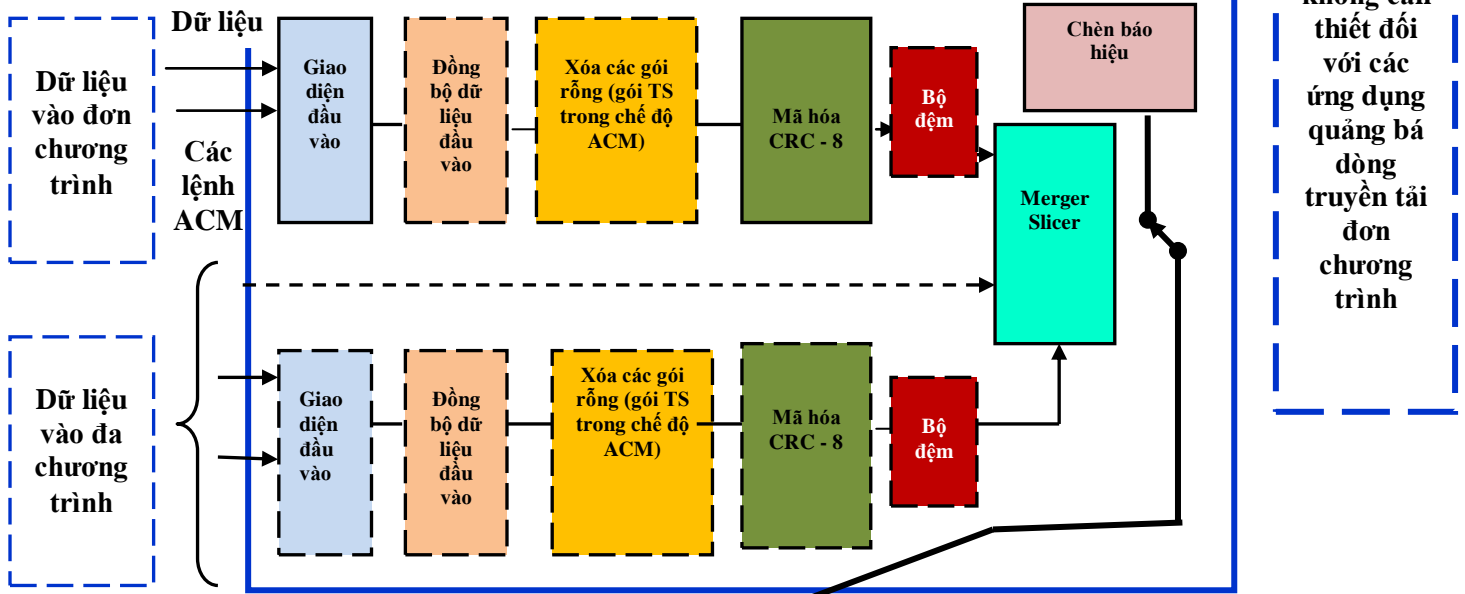 Dữ liệu
Dữ liệu
vào đơn
chương
trình
Các
lệnh
ACM
Giao
diện
đầu
vào
Đồng
bộ dữ
liệu
đầu
vào
Xóa các gói
rỗng (gói TS
trong chế độ
ACM)
Mã hóa
CRC - 8
Bộ
đệm
Merger
Slicer
Chèn báo
hiệu
không cần
thiết đối
với các
ứng dụng
quảng bá
dòng
truyền tải
đơn
chương
trình
Dữ liệu
vào đa
chương
trình
Giao
diện
đầu
vào
Đồng
bộ dữ
liệu
đầu
vào
Xóa các gói
rỗng (gói TS
trong chế độ
ACM)
Mã hóa
CRC - 8
Bộ
đệm